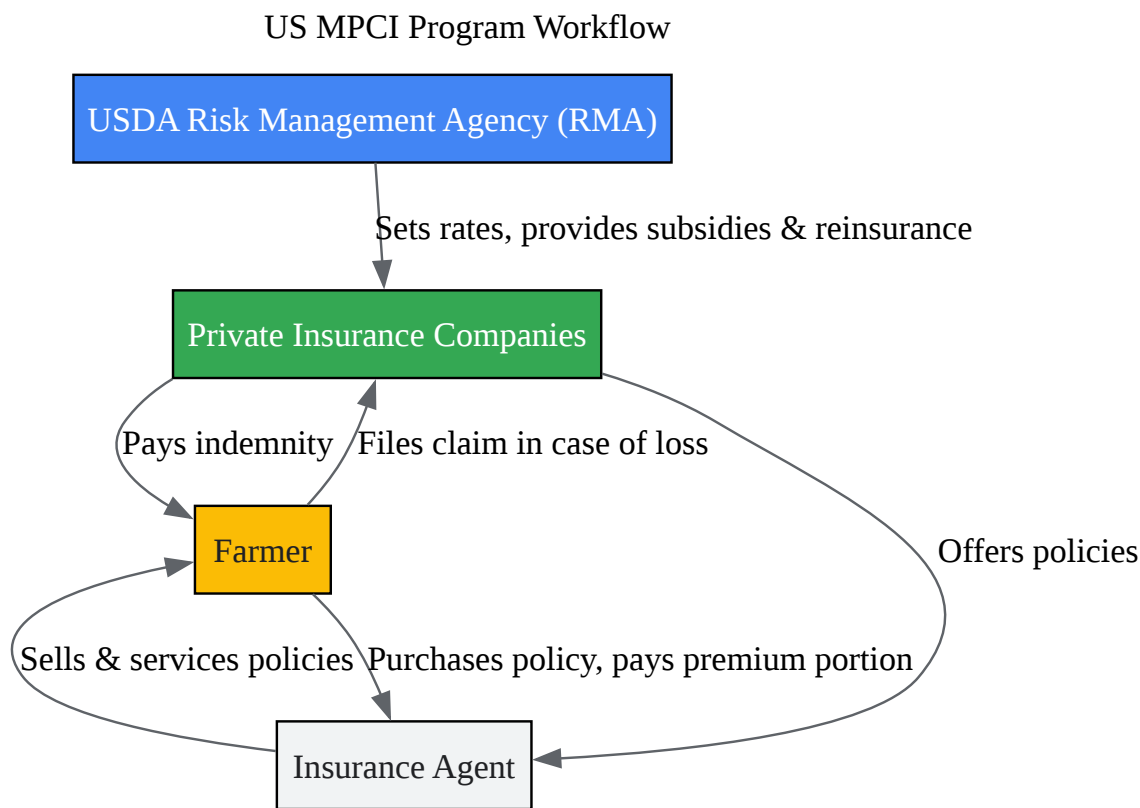 US MPCI Program Workflow
USDA Risk Management Agency (RMA)
Sets rates, provides subsidies & reinsurance
Private Insurance Companies
Pays indemnity
Files claim in case of loss
Farmer
Offers policies
Sells & services policies
Purchases policy, pays premium portion
Insurance Agent